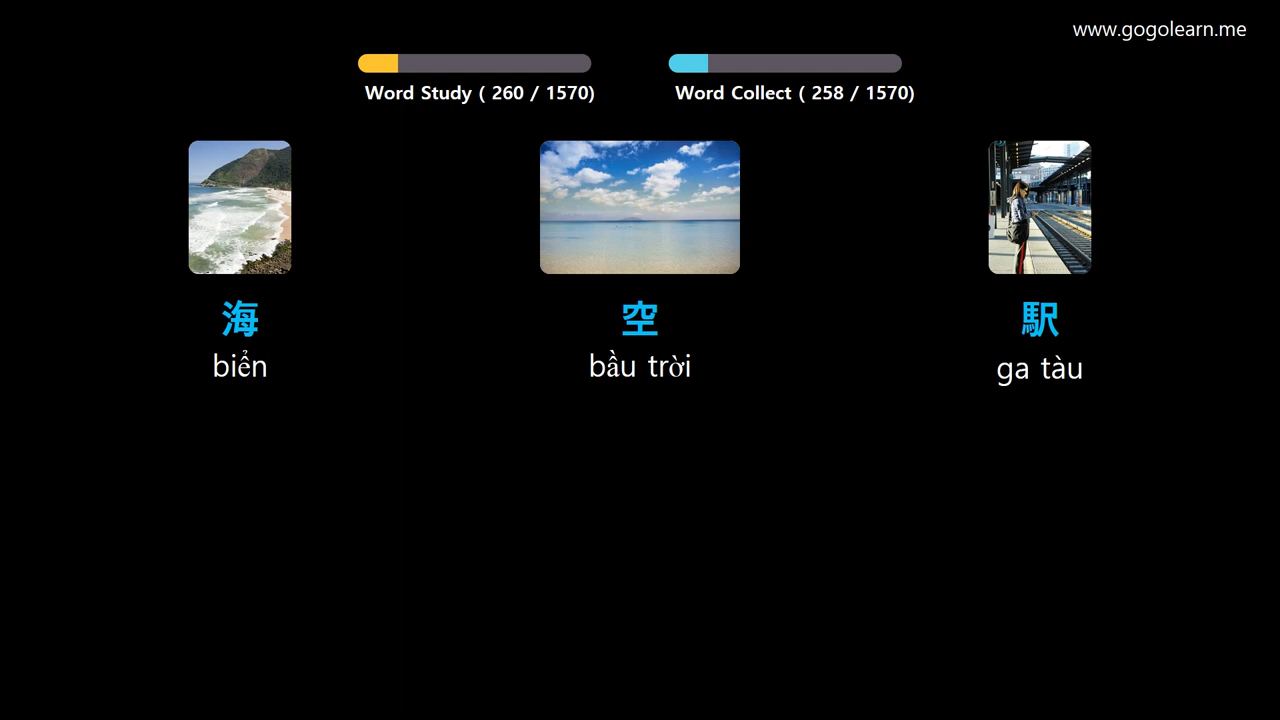 www.gogolearn.me
Word Study ( 260 / 1570)
Word Collect ( 258 / 1570)
海
biển
空
bầu trời
駅
ga tàu